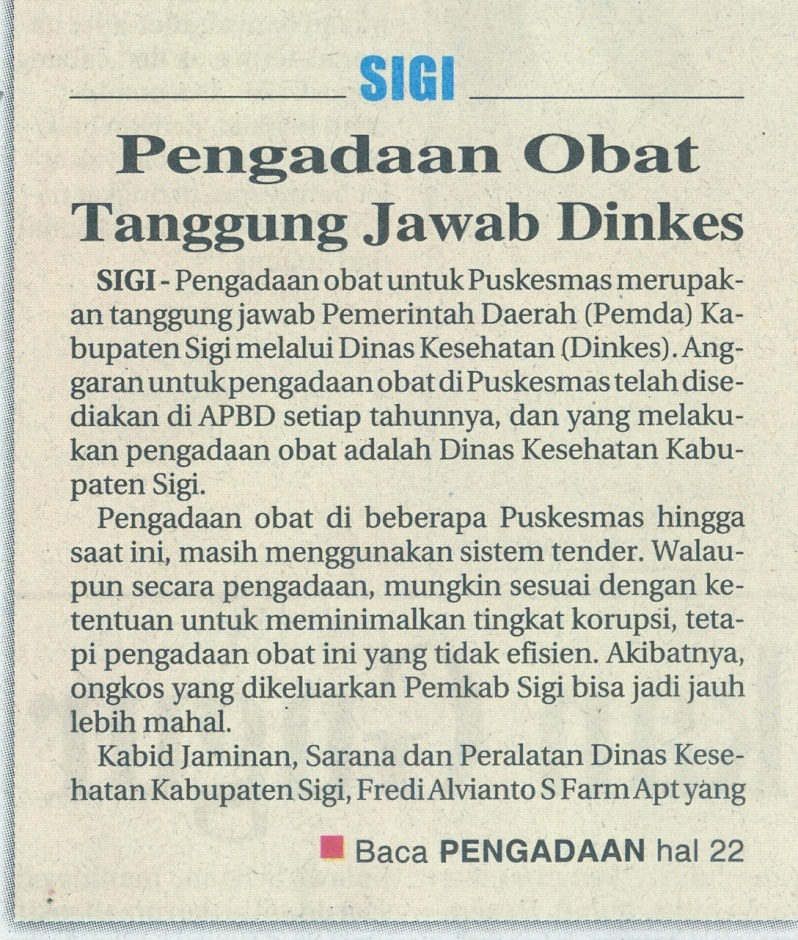 SIGI
Pengadaan Obat
Tanggung Jawab Dinkes
SIGI - Pengadaan obat untuk Puskesmas merupak-
an tanggung jawab Pemerintah Daerah (Pemda) Ka-
bupaten Sigi melalui Dinas Kesehatan (Dinkes). Ang-
garan untuk pengadaan obat di Puskesmas telah dise-
diakan di APBD setiap tahunnya, dan yang melaku-
kan pengadaan obat adalah Dinas Kesehatan Kabu-
paten Sigi.
Pengadaan obat di beberapa Puskesmas hingga
saat ini, masih menggunakan sistem tender. Walau-
pun secara pengadaan, mungkin sesuai dengan ke-
tentuan untuk meminimalkan tingkat korupsi, teta-
pi pengadaan obat ini yang tidak efisien. Akibatnya,
ongkos yang dikeluarkan Pemkab Sigi bisa jadi jauh
lebih mahal.
Kabid Jaminan, Sarana dan Peralatan Dinas Kese-
hatan Kabupaten Sigi, Fredi Alvianto S Farm Apt yang
Baca PENGADAAN hal 22